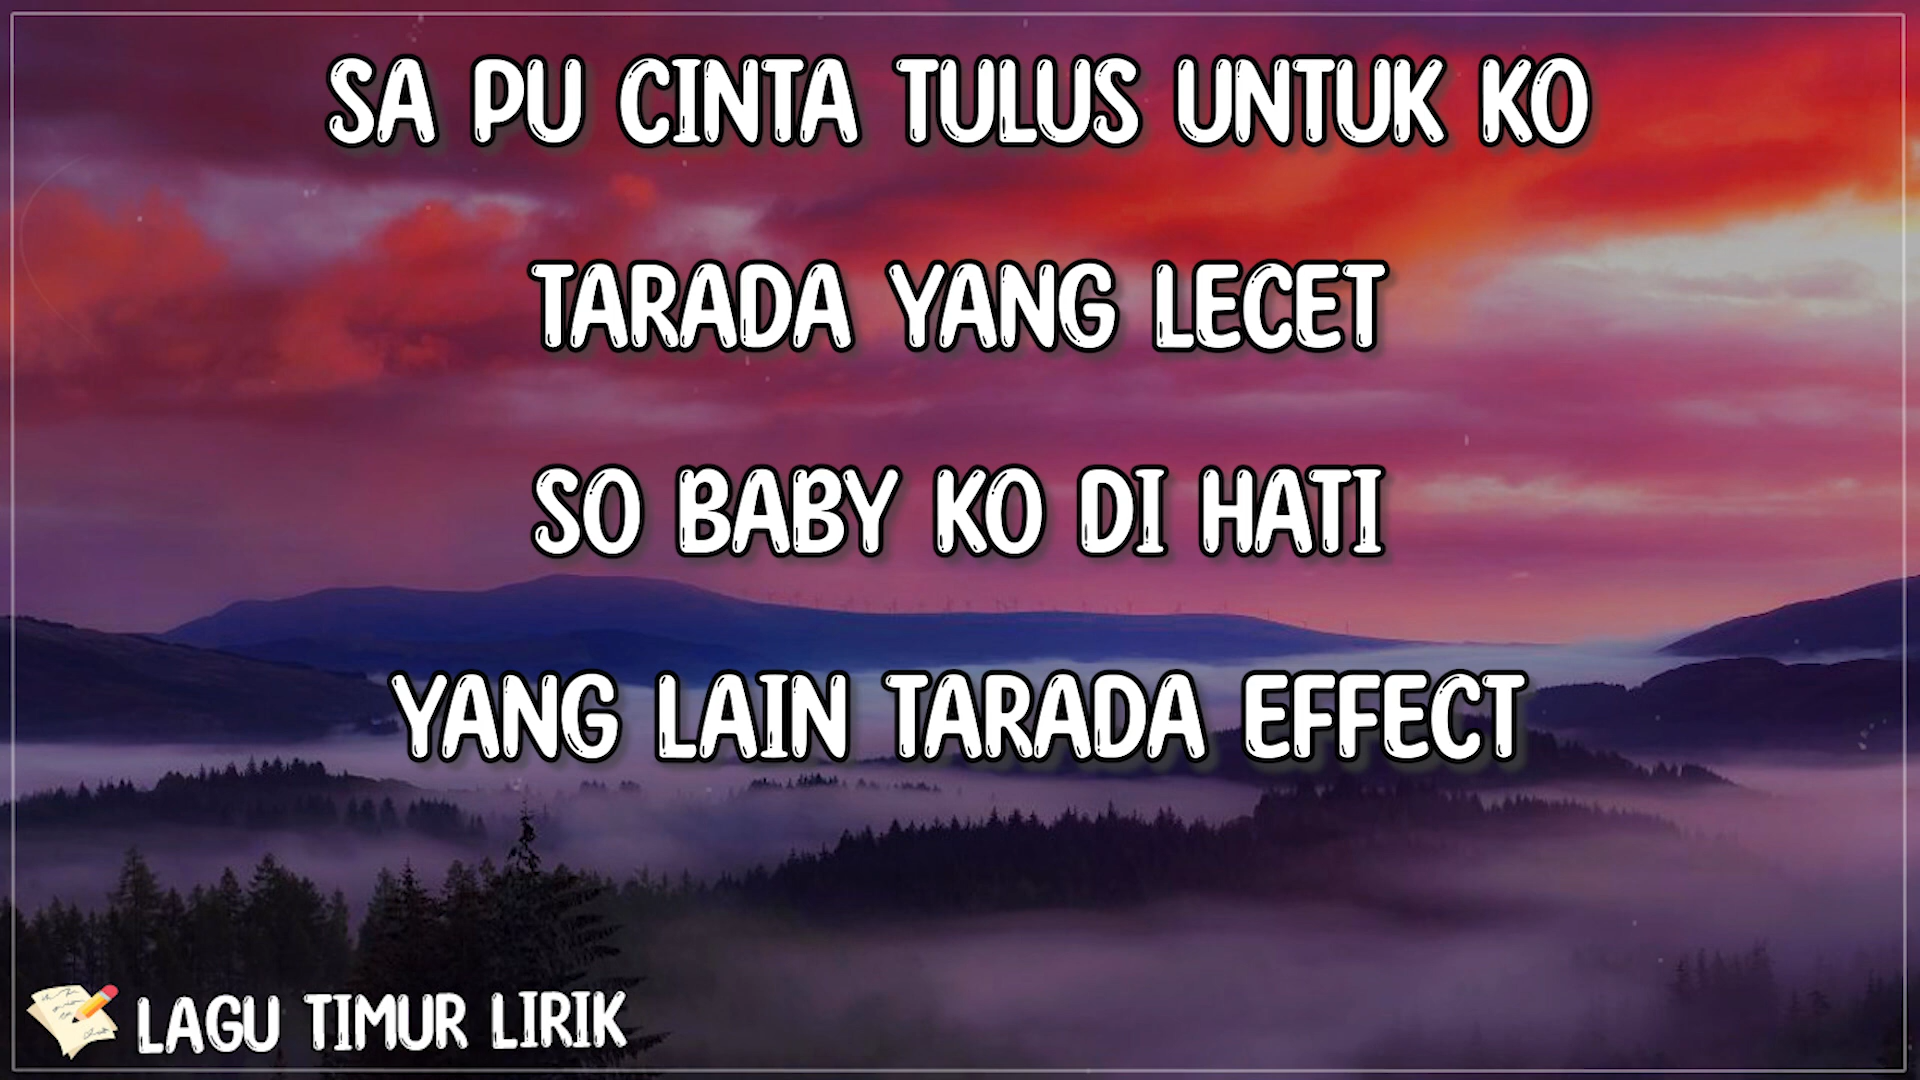 SA PU CINTA TULUS UNTUK KO
TARADA YANG LECET
SO BABY KO DI HATI
YANG LAIN TARADA EFFECT
LAGU TIMUR LIRIK